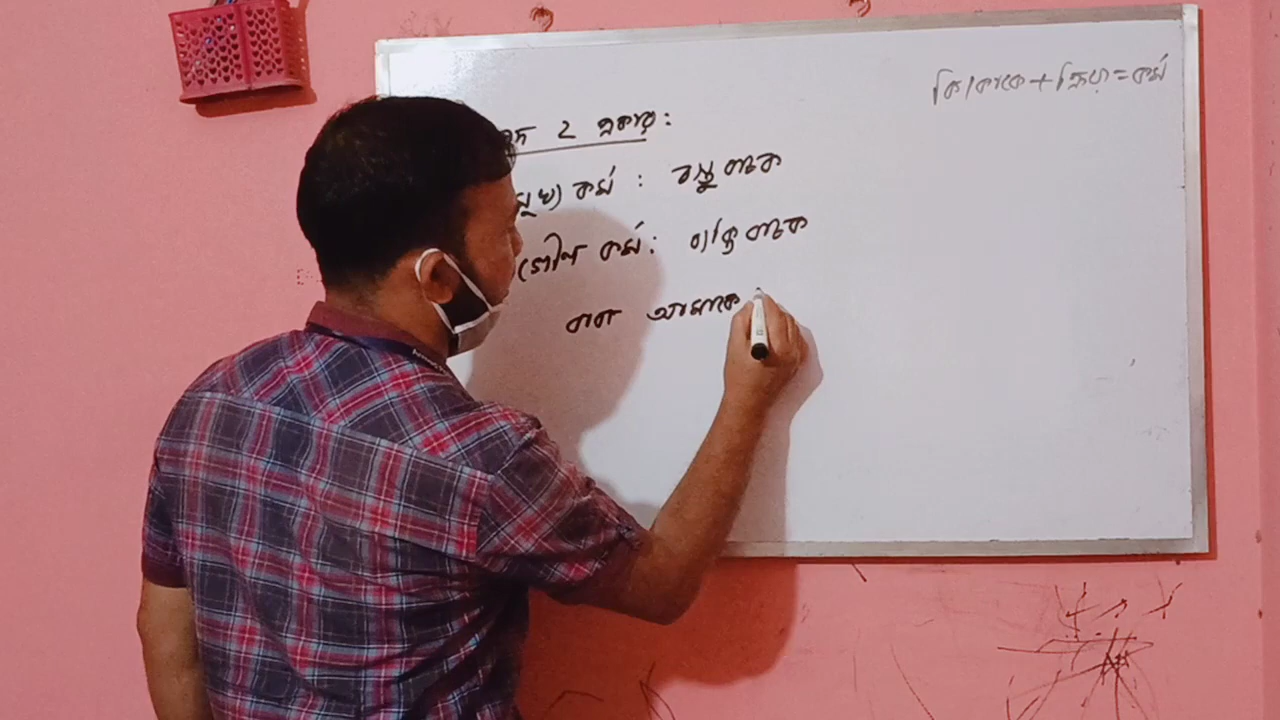 কি/কাকে + ক্রিয়া = কর্ম
২ প্রকার :
মুখ্য কর্ম : বস্তু বাচক
গৌণ কর্ম : ব্যক্তি বাচক
বাবা আমাকে